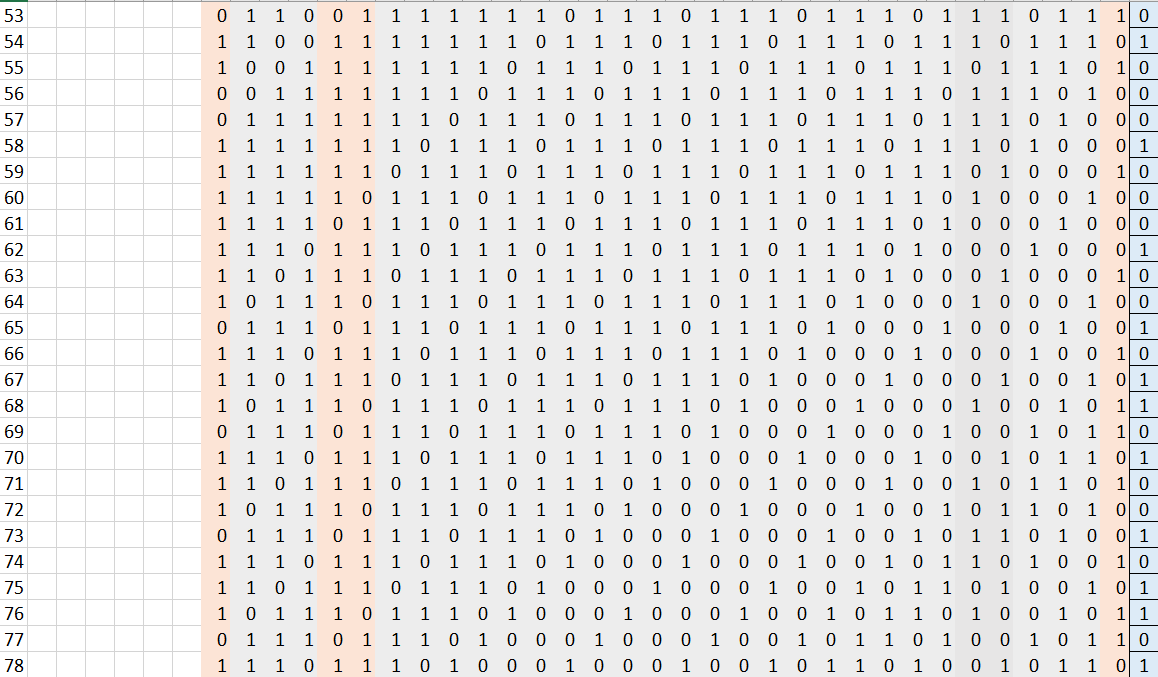 53 0 1 1 0 0 1 1 1 1 1 1 1 0 1 1 1 0 1 1 1 0 1 1 1 0 1 1 1 0 1 1 1 0
54 1 1 0 0 1 1 1 1 1 1 1 0 1 1 1 0 1 1 1 0 1 1 1 0 1 1 1 0 1 1 1 0 1
55 1 0 0 1 1 1 1 1 1 1 0 1 1 1 0 1 1 1 0 1 1 1 0 1 1 1 0 1 1 1 0 1 0
56 0 0 1 1 1 1 1 1 1 0 1 1 1 0 1 1 1 0 1 1 1 0 1 1 1 0 1 1 1 0 1 0 0
57 0 1 1 1 1 1 1 1 0 1 1 1 0 1 1 1 0 1 1 1 0 1 1 1 0 1 1 1 0 1 0 0 0
58 1 1 1 1 1 1 1 0 1 1 1 0 1 1 1 0 1 1 1 0 1 1 1 0 1 1 1 0 1 0 0 0 1
59 1 1 1 1 1 1 0 1 1 1 0 1 1 1 0 1 1 1 0 1 1 1 0 1 1 1 0 1 0 0 0 1 0
60 1 1 1 1 1 0 1 1 1 0 1 1 1 0 1 1 1 0 1 1 1 0 1 1 1 0 1 0 0 0 1 0 0
61 1 1 1 1 0 1 1 1 0 1 1 1 0 1 1 1 0 1 1 1 0 1 1 1 0 1 0 0 0 1 0 0 0
62 1 1 1 0 1 1 1 0 1 1 1 0 1 1 1 0 1 1 1 0 1 1 1 0 1 0 0 0 1 0 0 0 1
63 1 1 0 1 1 1 0 1 1 1 0 1 1 1 0 1 1 1 0 1 1 1 0 1 0 0 0 1 0 0 0 1 0
64 1 0 1 1 1 0 1 1 1 0 1 1 1 0 1 1 1 0 1 1 1 0 1 0 0 0 1 0 0 0 1 0 0
65 0 1 1 1 0 1 1 1 0 1 1 1 0 1 1 1 0 1 1 1 0 1 0 0 0 1 0 0 0 1 0 0 1
66 1 1 1 0 1 1 1 0 1 1 1 0 1 1 1 0 1 1 1 0 1 0 0 0 1 0 0 0 1 0 0 1 0
67 1 1 0 1 1 1 0 1 1 1 0 1 1 1 0 1 1 1 0 1 0 0 0 1 0 0 0 1 0 0 1 0 1
68 1 0 1 1 1 0 1 1 1 0 1 1 1 0 1 1 1 0 1 0 0 0 1 0 0 0 1 0 0 1 0 1 1
69 0 1 1 1 0 1 1 1 0 1 1 1 0 1 1 1 0 1 0 0 0 1 0 0 0 1 0 0 1 0 1 1 0
70 1 1 1 0 1 1 1 0 1 1 1 0 1 1 1 0 1 0 0 0 1 0 0 0 1 0 0 1 0 1 1 0 1
71 1 1 0 1 1 1 0 1 1 1 0 1 1 1 0 1 0 0 0 1 0 0 0 1 0 0 1 0 1 1 0 1 0
72 1 0 1 1 1 0 1 1 1 0 1 1 1 0 1 0 0 0 1 0 0 0 1 0 0 1 0 1 1 0 1 0 0
73 0 1 1 1 0 1 1 1 0 1 1 1 0 1 0 0 0 1 0 0 0 1 0 0 1 0 1 1 0 1 0 0 1
74 1 1 1 0 1 1 1 0 1 1 1 0 1 0 0 0 1 0 0 0 1 0 0 1 0 1 1 0 1 0 0 1 0
75 1 1 0 1 1 1 0 1 1 1 0 1 0 0 0 1 0 0 0 1 0 0 1 0 1 1 0 1 0 0 1 0 1
76 1 0 1 1 1 0 1 1 1 0 1 0 0 0 1 0 0 0 1 0 0 1 0 1 1 0 1 0 0 1 0 1 1
77 0 1 1 1 0 1 1 1 0 1 0 0 0 1 0 0 0 1 0 0 1 0 1 1 0 1 0 0 1 0 1 1 0
78 1 1 1 0 1 1 1 0 1 0 0 0 1 0 0 0 1 0 0 1 0 1 1 0 1 0 0 1 0 1 1 0 1